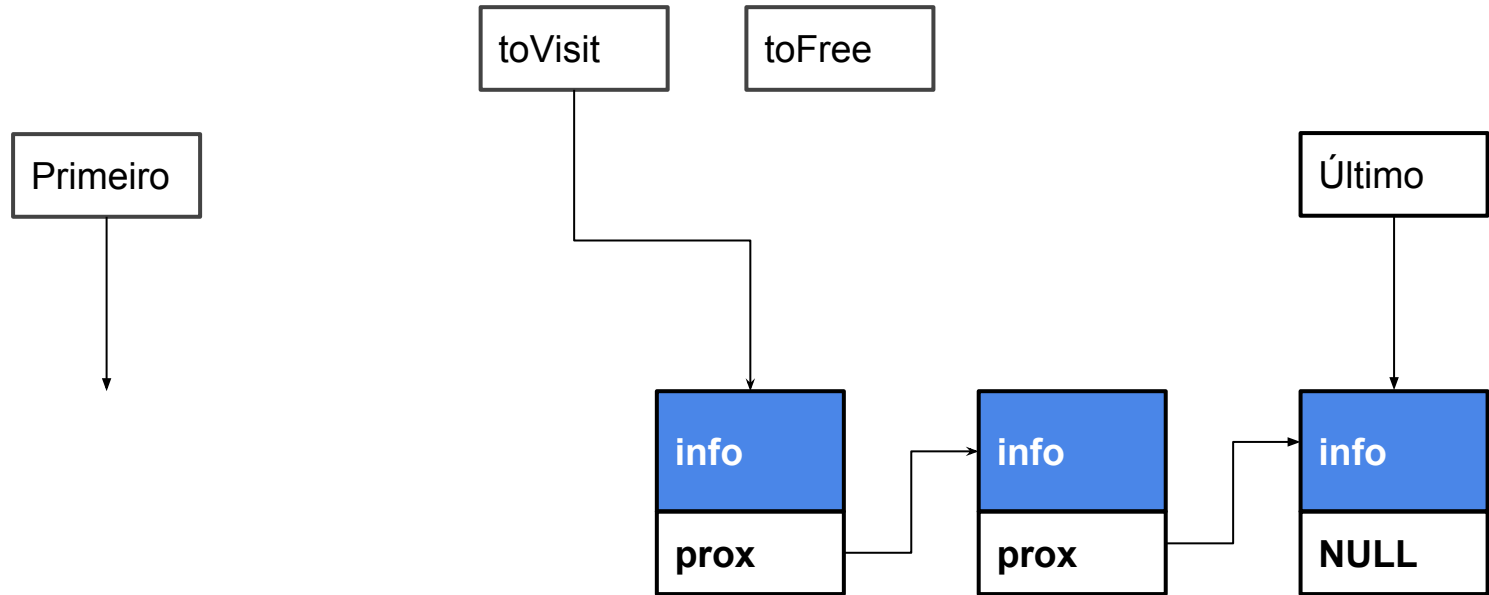 toVisit
toFree
Primeiro
Último
info
info
info
prox
prox
NULL